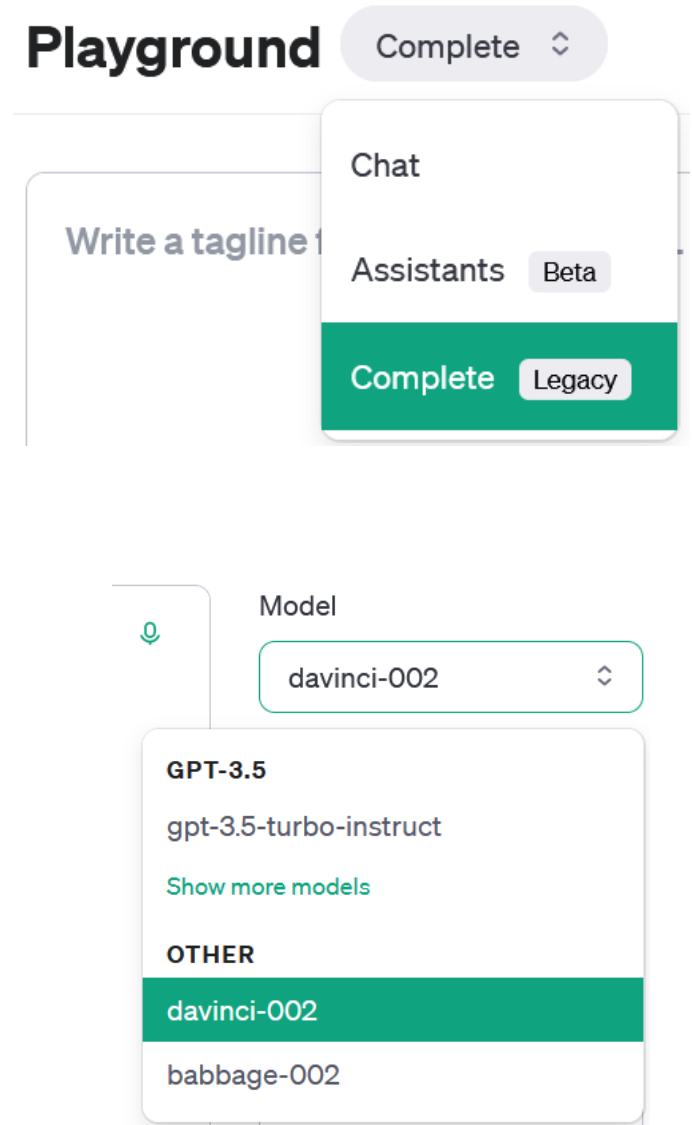 Playground Complete
Chat
Write a tagline
Assistants Beta
Complete Legacy
Model
davinci-002
GPT-3.5
gpt-3.5-turbo-instruct
Show more models
OTHER
davinci-002
babbage-002